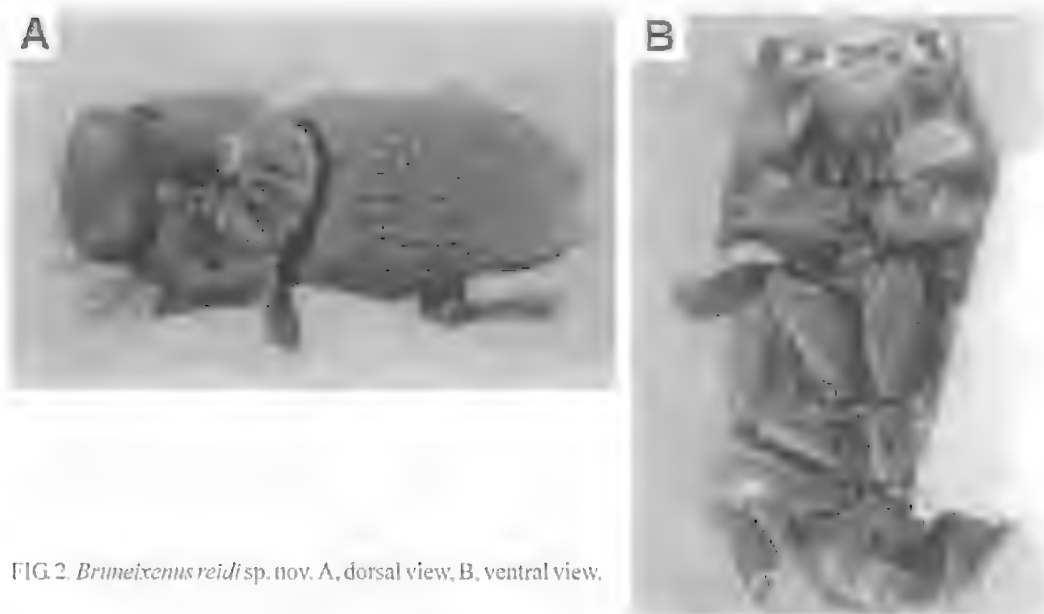 A
B
FIG. 2. Bruneixenus reidi sp. nov. A, dorsal view, B, ventral view.